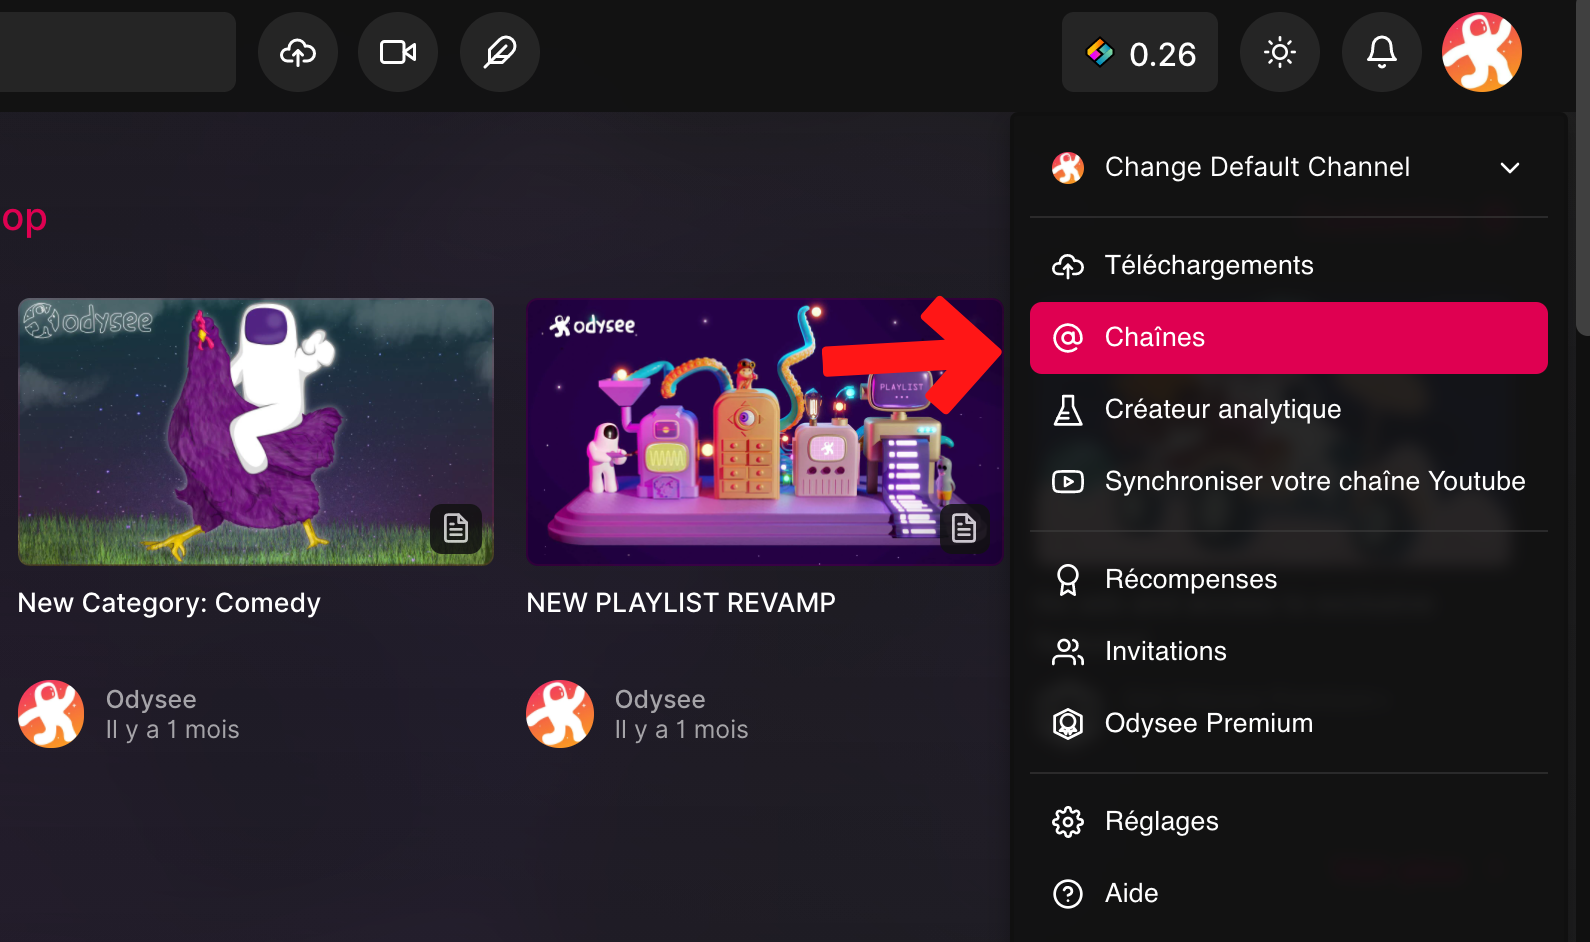 0.26
Change Default Channel
op
Téléchargements
odysee
odysee
PLAYLIST
Chaînes
Créateur analytique
Synchroniser votre chaîne Youtube
New Category: Comedy
NEW PLAYLIST REVAMP
Récompenses
Invitations
Odysee
Il y a 1 mois
Odysee
Il y a 1 mois
Odysee Premium
Réglages
Aide